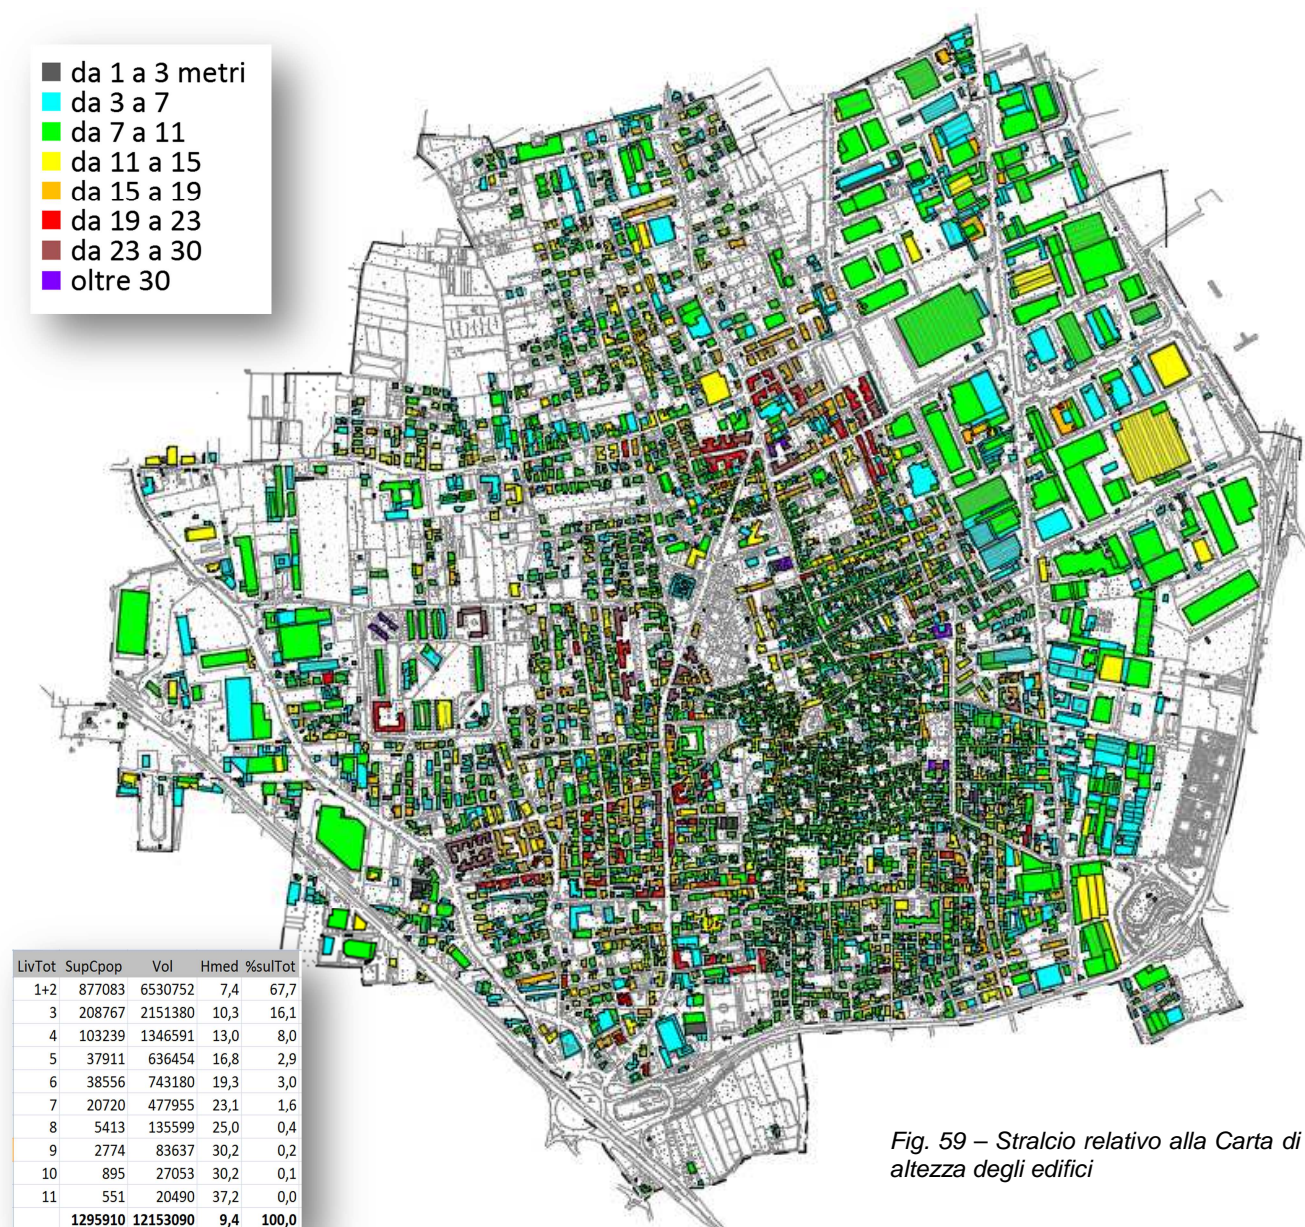 da 1 a 3 metri
da 3 a 7
da 7 a 11
da 11 a 15
da 15 a 19
da 19 a 23
da 23 a 30
oltre 30
LivTot SupCpop Vol Hmed %sulTot
1+2 877083 6530752 7,4 67,7
3 208767 2151380 10,3 16,1
4 103239 1346591 13,0 8,0
5 37911 636454 16,8 2,9
6 38556 743180 19,3 3,0
7 20720 477955 23,1 1,6
8 5413 135599 25,0 0,4
9 2774 83637 30,2 0,2
10 895 27053 30,2 0,1
11 551 20490 37,2 0,0
1295910 12153090 9,4 100,0
Fig. 59 – Stralcio relativo alla Carta di
altezza degli edifici